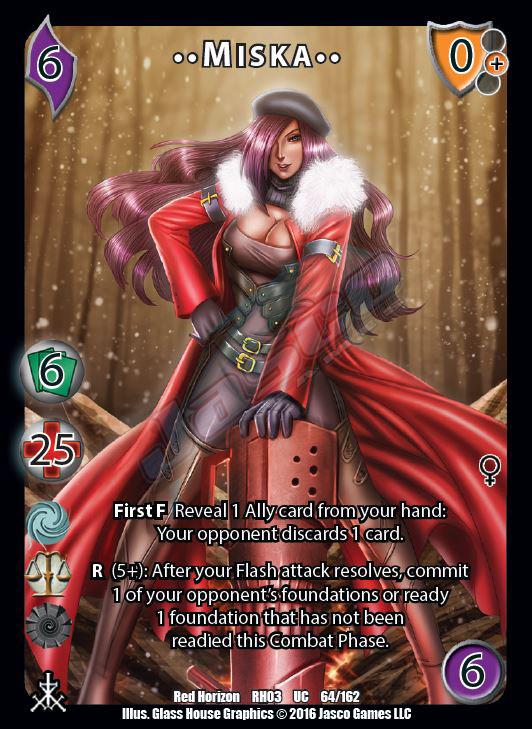 6
••MISKA••
0
+
6
25
First F Reveal 1 Ally card from your hand:
Your opponent discards 1 card.
R (5+): After your Flash attack resolves, commit
1 of your opponent's foundations or ready
1 foundation that has not been
readied this Combat Phase.
6
Red Horizon RH03 UC 64/162
Illus. Glass House Graphics © 2016 Jasco Games LLC